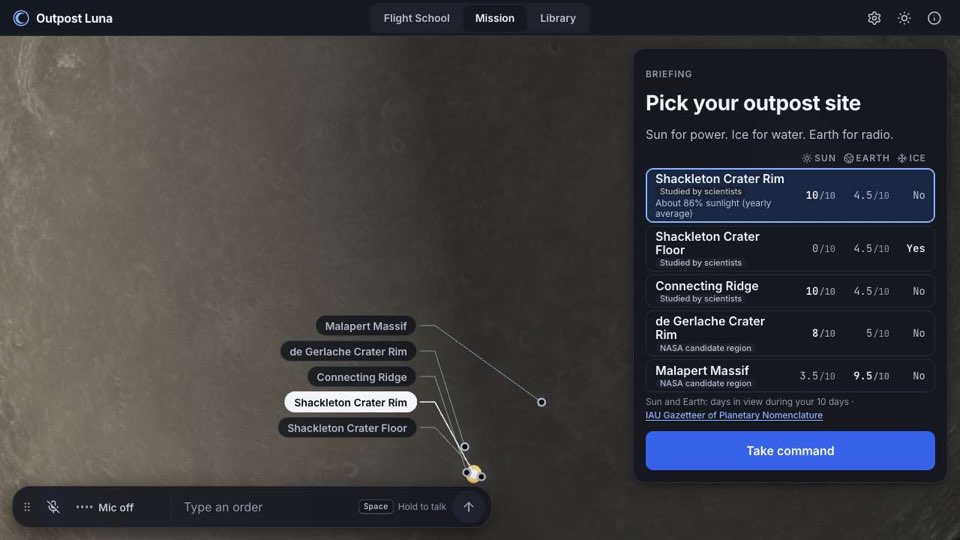 Outpost Luna
Flight School
Mission
Library
BRIEFING
Pick your outpost site
Sun for power. Ice for water. Earth for radio.
SUN EARTH ICE
Shackleton Crater Rim
Studied by scientists
About 86% sunlight (yearly
average)
10/10 4.5/10 No
Shackleton Crater
Floor
Studied by scientists
0/10 4.5/10 Yes
Connecting Ridge
Studied by scientists
10/10 4.5/10 No
de Gerlache Crater
Rim
NASA candidate region
8/10 5/10 No
Malapert Massif
NASA candidate region
3.5/10 9.5/10 No
Sun and Earth: days in view during your 10 days ·
IAU Gazetteer of Planetary Nomenclature
Take command
Malapert Massif
de Gerlache Crater Rim
Connecting Ridge
Shackleton Crater Rim
Shackleton Crater Floor
Mic off
Type an order
Space Hold to talk